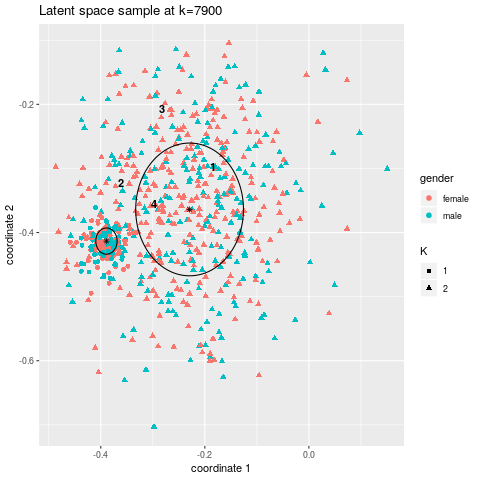 Latent space sample at k=7900
-0.2
-0.4
-0.6
coordinate 2
3
1
2
4
-0.4
-0.2
0.0
coordinate 1
gender
female
male
K
1
2